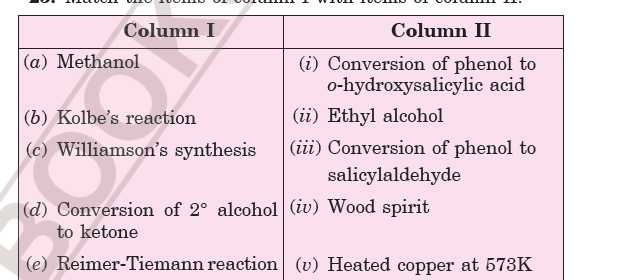 23. Match the items of column I with items of column II.
Column I Column II
(a) Methanol (i) Conversion of phenol to
o-hydroxysalicylic acid
(b) Kolbe's reaction (ii) Ethyl alcohol
(c) Williamson's synthesis (iii) Conversion of phenol to
salicylaldehyde
(d) Conversion of 2° alcohol (iv) Wood spirit
to ketone
(e) Reimer-Tiemann reaction (v) Heated copper at 573K
BOOK